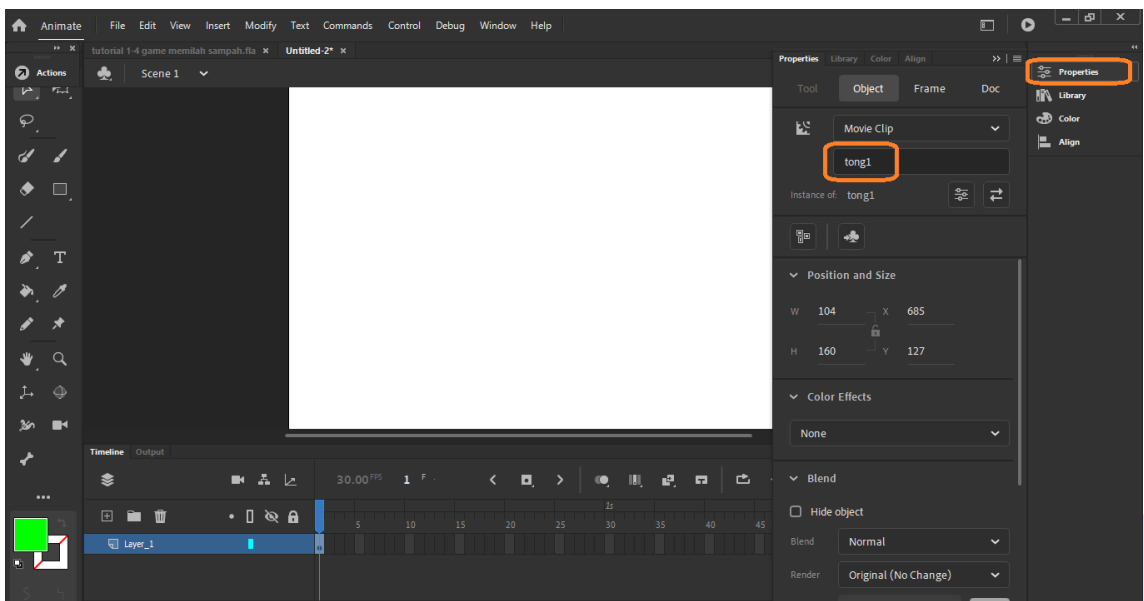 Animate File Edit View Insert Modify Text Commands Control Debug Window Help
tutorial 1-4 game memilah sampah.fla Untitled-2*
Actions
Scene 1
Properties Library Color Align
Tool Object Frame Doc
Movie Clip
tong1
Instance of: tong1
Position and Size
W 104 X 685
H 160 Y 127
Color Effects
None
Blend
Hide object
Blend Normal
Render Original (No Change)
Properties
Library
Color
Align
Timeline Output
30.00 FPS 1 F
1s
5 10 15 20 25 30 35 40 45
Layer_1